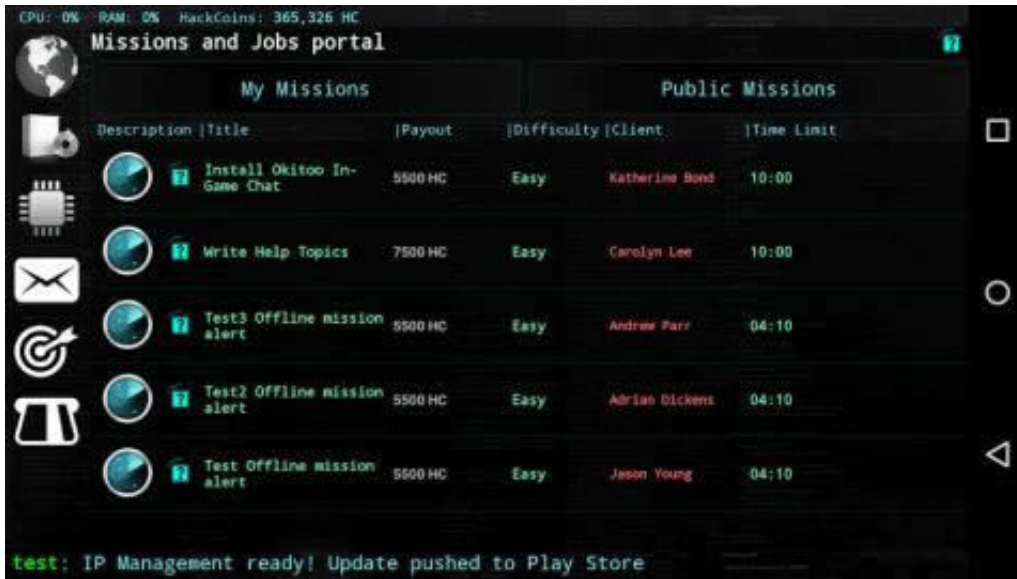 CPU: 0% RAM: 0% HackCoins: 365,326 HC
Missions and Jobs portal
?
My Missions Public Missions
Description |Title |Payout |Difficulty |Client |Time Limit
? Install Okitoo In-
Game Chat 5500 HC Easy Katherine Bond 10:00
? Write Help Topics 7500 HC Easy Carolyn Lee 10:00
? Test3 Offline mission
alert 5500 HC Easy Andrew Parr 04:10
? Test2 Offline mission
alert 5500 HC Easy Adrian Dickens 04:10
? Test Offline mission
alert 5500 HC Easy Jason Young 04:10
test: IP Management ready! Update pushed to Play Store